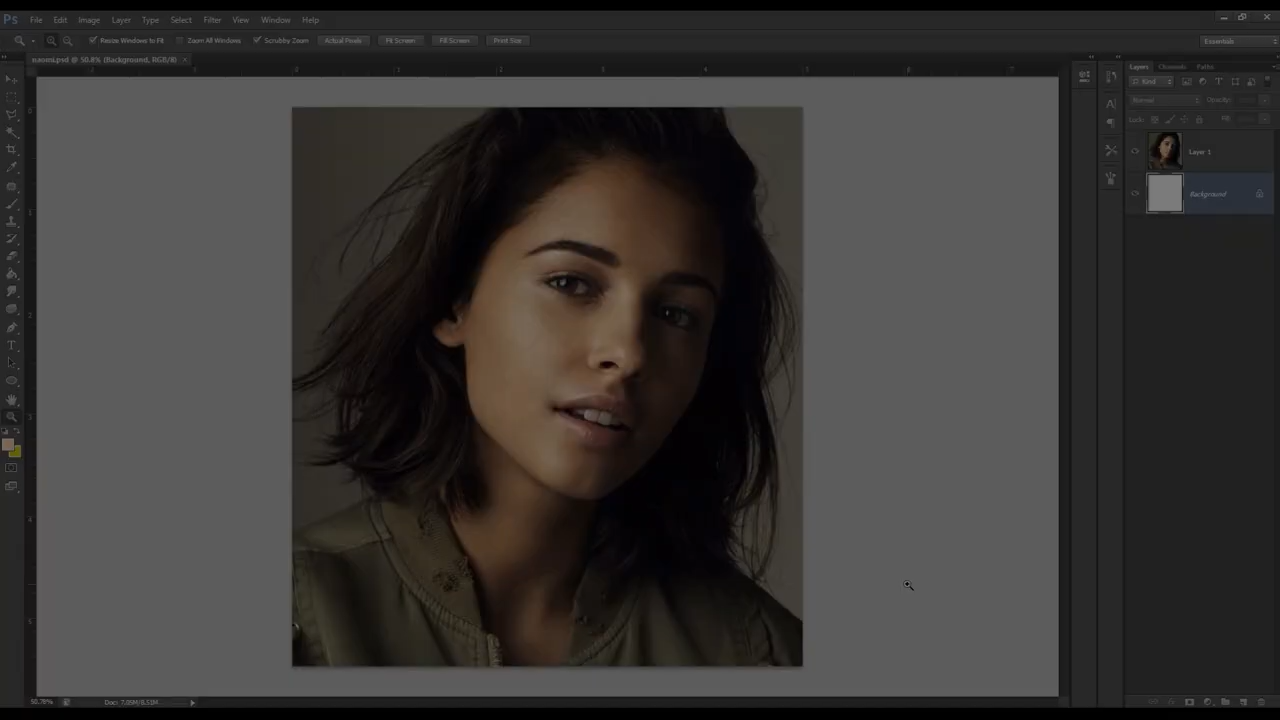 Ps File Edit Image Layer Type Select Filter View Window Help
Resize Windows to Fit Zoom All Windows Scrubby Zoom Actual Pixels Fit Screen Fill Screen Print Size Essentials
naomi.psd @ 50.8% (Background, RGB/8) ×
Layers Channels Paths
Kind
Normal Opacity:
Lock: Fill:
Layer 1
Background
50.78% Doc: 7.09M/8.51M